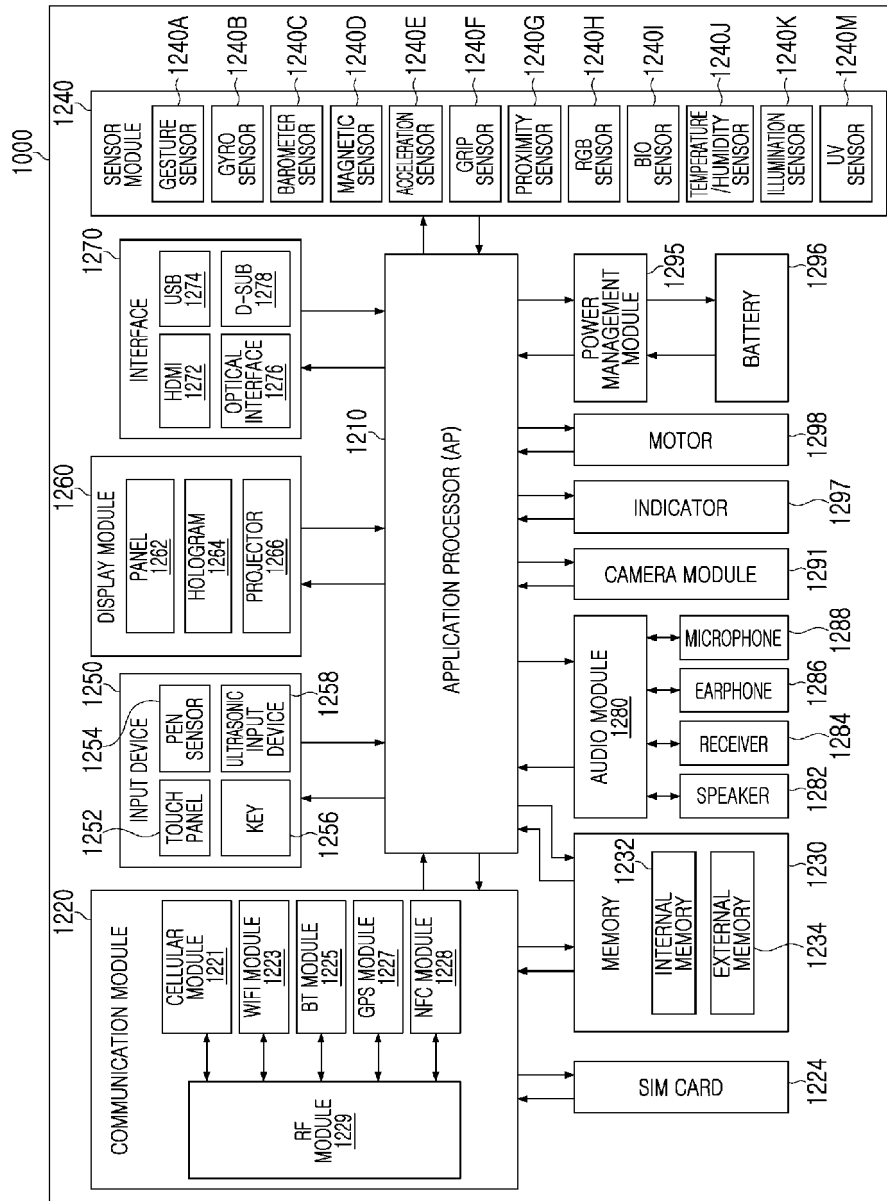 1000
1220
COMMUNICATION MODULE
RF
MODULE
1229
CELLULAR
MODULE
1221
WIFI MODULE
1223
BT MODULE
1225
GPS MODULE
1227
NFC MODULE
1228
1250
INPUT DEVICE
1252
1254
TOUCH
PANEL
PEN
SENSOR
KEY
ULTRASONIC
INPUT
DEVICE
1256
1258
1260
DISPLAY MODULE
PANEL
1262
HOLOGRAM
1264
PROJECTOR
1266
1270
INTERFACE
HDMI
1272
USB
1274
OPTICAL
INTERFACE
1276
D-SUB
1278
1240
SENSOR
MODULE
GESTURE
SENSOR
1240A
GYRO
SENSOR
1240B
BAROMETER
SENSOR
1240C
MAGNETIC
SENSOR
1240D
ACCELERATION
SENSOR
1240E
GRIP
SENSOR
1240F
PROXIMITY
SENSOR
1240G
RGB
SENSOR
1240H
BIO
SENSOR
1240I
TEMPERATURE
/HUMIDITY
SENSOR
1240J
ILLUMINATION
SENSOR
1240K
UV
SENSOR
1240M
1210
APPLICATION PROCESSOR (AP)
SIM CARD
1224
MEMORY
1232
INTERNAL
MEMORY
EXTERNAL
MEMORY
1230
1234
AUDIO MODULE
1280
SPEAKER
1282
RECEIVER
1284
EARPHONE
1286
MICROPHONE
1288
CAMERA MODULE
1291
INDICATOR
1297
MOTOR
1298
POWER
MANAGEMENT
MODULE
1295
BATTERY
1296